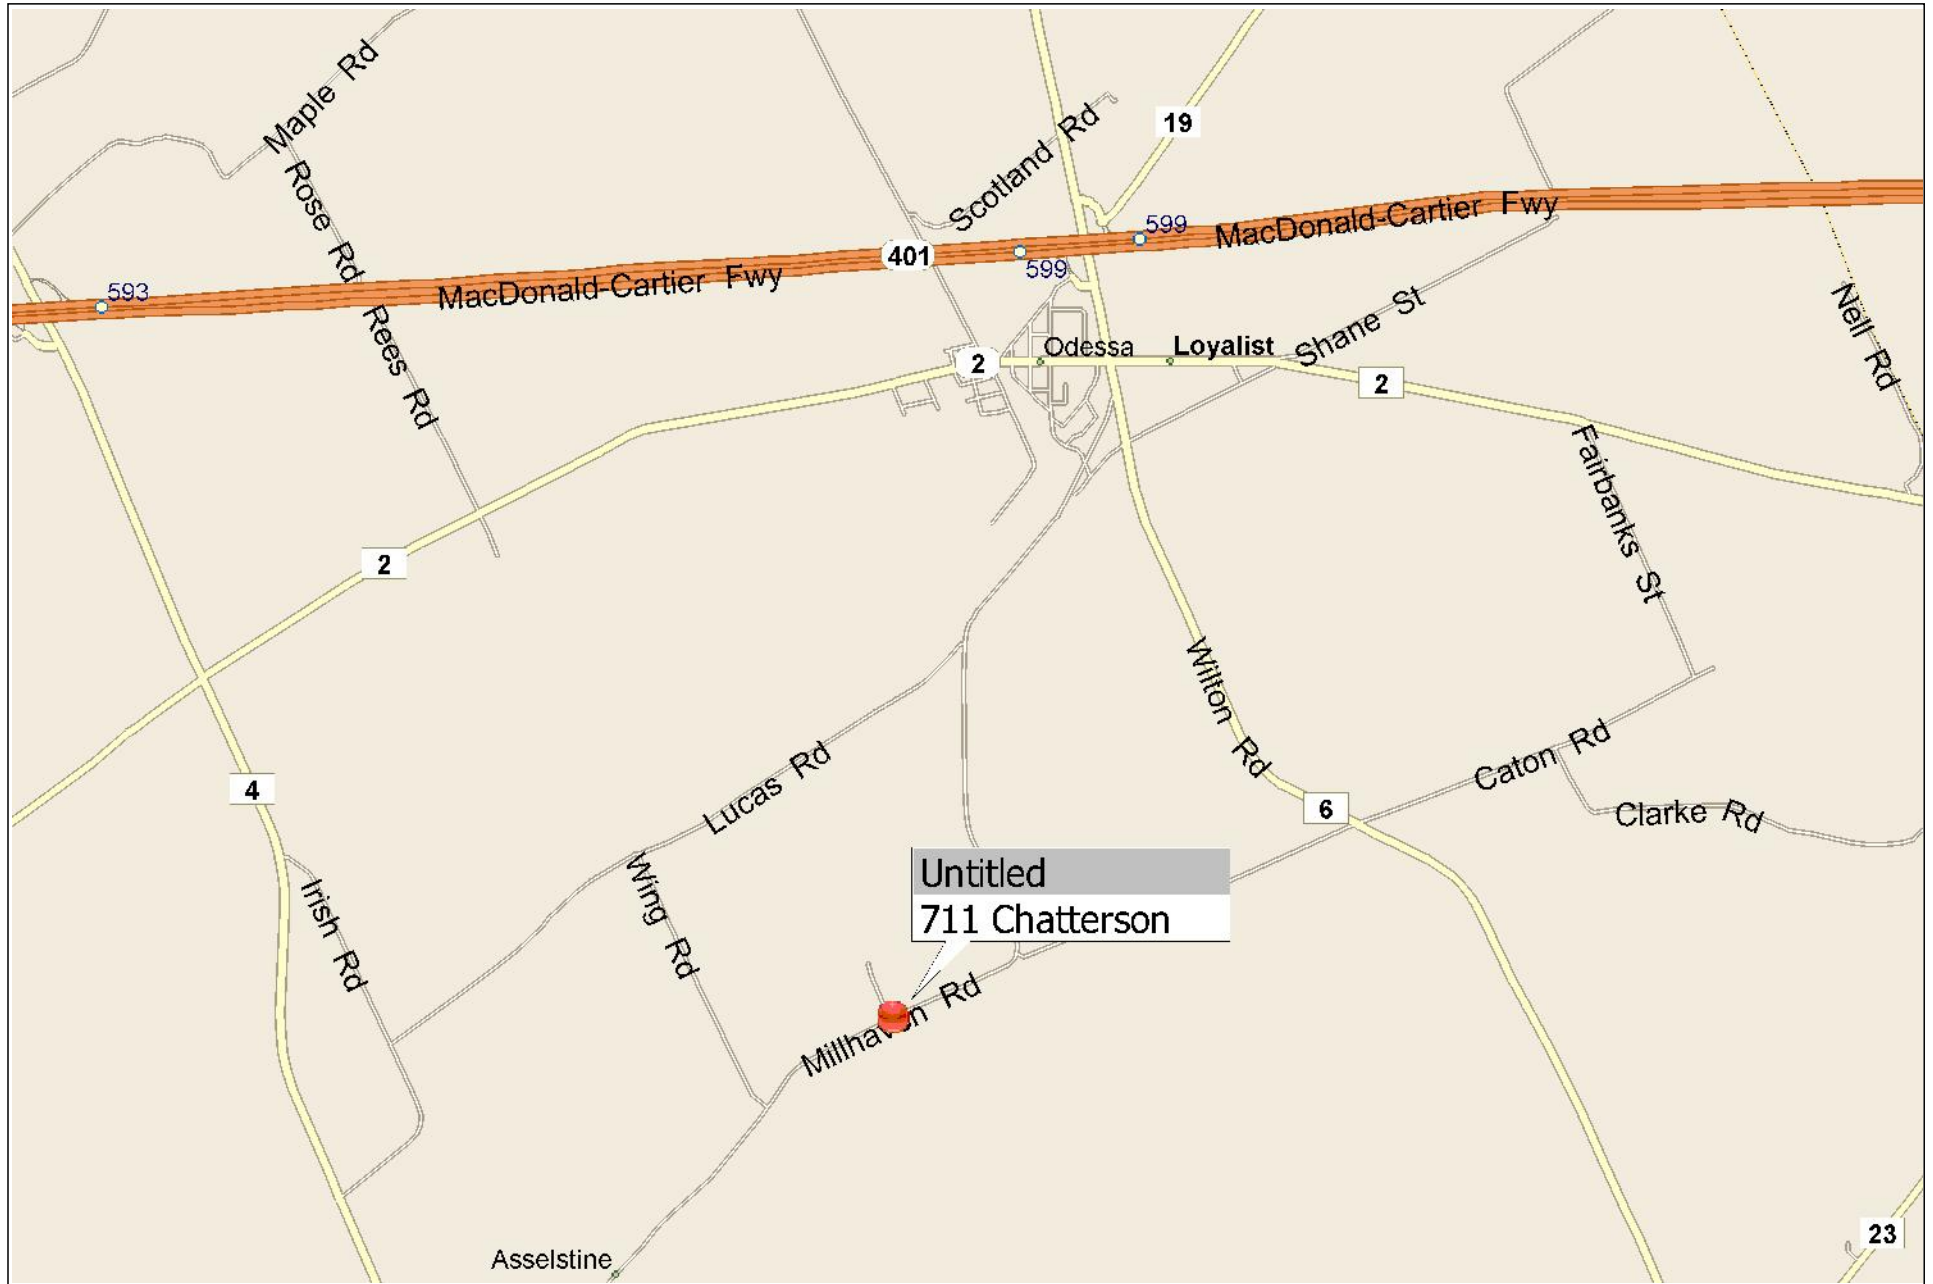 Maple Rd
19
Scotland Rd
Rose Rd
599
MacDonald-Cartier Fwy
401
599
593
MacDonald-Cartier Fwy
Rees Rd
Nell Rd
Shane St
Odessa
Loyalist
2
2
Fairbanks St
2
Wilton Rd
Caton Rd
4
Lucas Rd
6
Clarke Rd
Irish Rd
Wing Rd
Untitled
711 Chatterson
Millhaven Rd
23
Asselstine